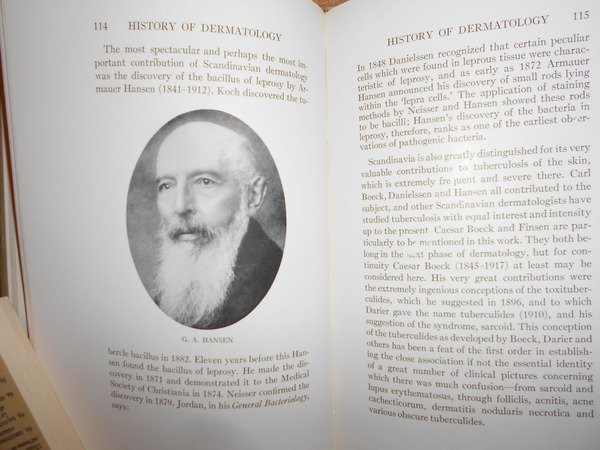 114 HISTORY OF DERMATOLOGY
The most spectacular and perhaps the most im-
portant contribution of Scandinavian dermatology
was the discovery of the bacillus of leprosy by Ar-
mauer Hansen (1841–1912). Koch discovered the tu-
G. A. HANSEN
bercle bacillus in 1882. Eleven years before this Han-
sen found the bacillus of leprosy. He made the dis-
covery in 1871 and demonstrated it to the Medical
Society of Christiania in 1874. Neisser confirmed the
discovery in 1879. Jordan, in his General Bacteriology,
says:
HISTORY OF DERMATOLOGY 115
In 1848 Danielssen recognized that certain peculiar
cells which were found in leprous tissue were charac-
teristic of leprosy, and as early as 1872 Armauer
Hansen announced his discovery of small rods lying
within the 'lepra cells.' The application of staining
methods by Neisser and Hansen showed these rods
to be bacilli; Hansen's discovery of the bacteria in
leprosy, therefore, ranks as one of the earliest obser-
vations of pathogenic bacteria.
Scandinavia is also greatly distinguished for its very
valuable contributions to tuberculosis of the skin,
which is extremely frequent and severe there. Carl
Boeck, Danielssen and Hansen all contributed to the
subject, and other Scandinavian dermatologists have
studied tuberculosis with equal interest and intensity
up to the present. Caesar Boeck and Finsen are par-
ticularly to be mentioned in this work. They both be-
long in the next phase of dermatology, but for con-
tinuity Caesar Boeck (1845–1917) at least may be
considered here. His very great contributions were
the extremely ingenious conceptions of the toxituber-
culides, which he suggested in 1896, and to which
Darier gave the name tuberculides (1910), and his
suggestion of the syndrome, sarcoid. This conception
of the tuberculides as developed by Boeck, Darier and
others has been a feat of the first order in establish-
ing the close association if not the essential identity
of a great number of clinical pictures concerning
which there was much confusion—from sarcoid and
lupus erythematosus, through folliclis, acnitis, acne
cachecticorum, dermatitis nodularis necrotica and
various obscure tuberculides.